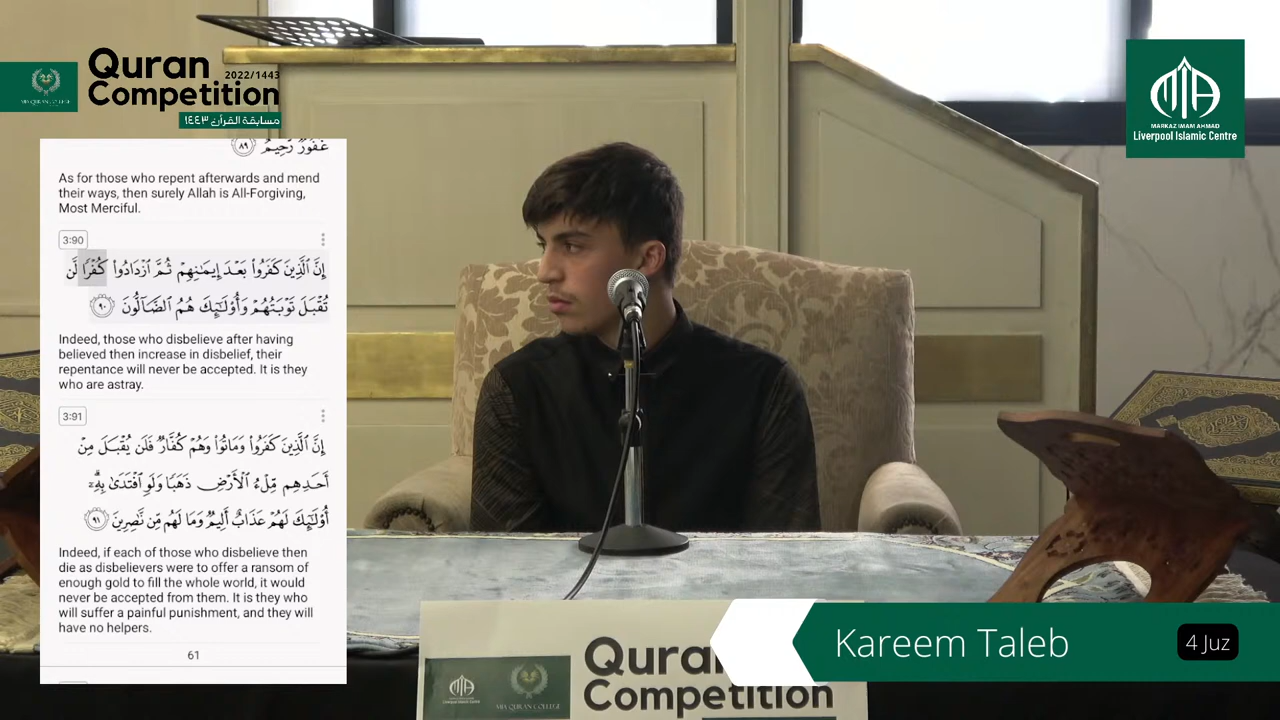 Quran
2022/1443
Competition
مسابقة القرآن ١٤٤٣
MIA QURAN COLLEGE
غَفُورٌ رَّحِيمٌ ٨٩
As for those who repent afterwards and mend
their ways, then surely Allah is All-Forgiving,
Most Merciful.
3:90
إِنَّ ٱلَّذِينَ كَفَرُوا۟ بَعْدَ إِيمَـٰنِهِمْ ثُمَّ ٱزْدَادُوا۟ كُفْرًا لَّن
تُقْبَلَ تَوْبَتُهُمْ وَأُو۟لَـٰٓئِكَ هُمُ ٱلضَّآلُّونَ ٩٠
Indeed, those who disbelieve after having
believed then increase in disbelief, their
repentance will never be accepted. It is they
who are astray.
3:91
إِنَّ ٱلَّذِينَ كَفَرُوا۟ وَمَاتُوا۟ وَهُمْ كُفَّارٌ فَلَن يُقْبَلَ مِنْ
أَحَدِهِم مِّلْءُ ٱلْأَرْضِ ذَهَبًا وَلَوِ ٱفْتَدَىٰ بِهِۦٓ ۗ
أُو۟لَـٰٓئِكَ لَهُمْ عَذَابٌ أَلِيمٌ وَمَا لَهُم مِّن نَّـٰصِرِينَ ٩١
Indeed, if each of those who disbelieve then
die as disbelievers were to offer a ransom of
enough gold to fill the whole world, it would
never be accepted from them. It is they who
will suffer a painful punishment, and they will
have no helpers.
61
MIA
MARKAZ IMAM AHMAD
Liverpool Islamic Centre
Kareem Taleb
4 Juz
Quran
Competition
MIA QURAN COLLEGE